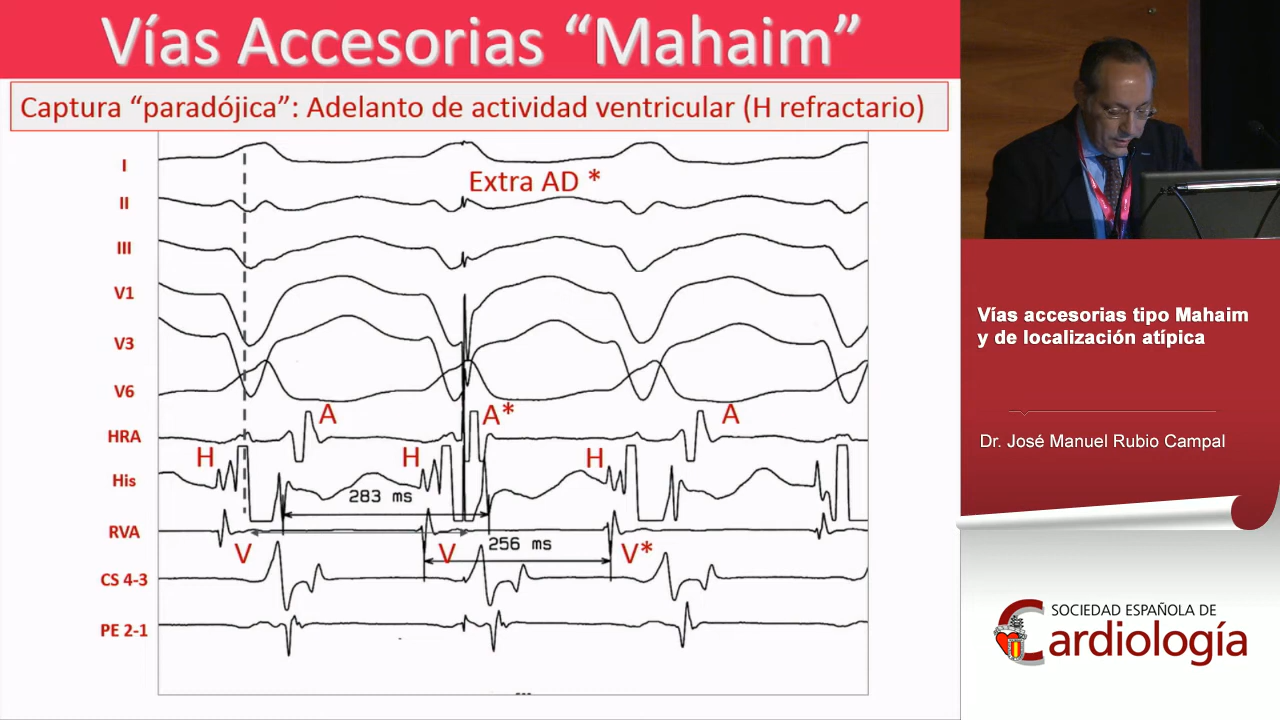 Vías Accesorias “Mahaim”
Captura “paradójica”: Adelanto de actividad ventricular (H refractario)
I
Extra AD *
II
III
V1
V3
V6
A
A*
A
HRA
H
H
H
His
283 ms
RVA
V
V
256 ms
V*
CS 4-3
PE 2-1
Vías accesorias tipo Mahaim
y de localización atípica
Dr. José Manuel Rubio Campal
SOCIEDAD ESPAÑOLA DE
Cardiología